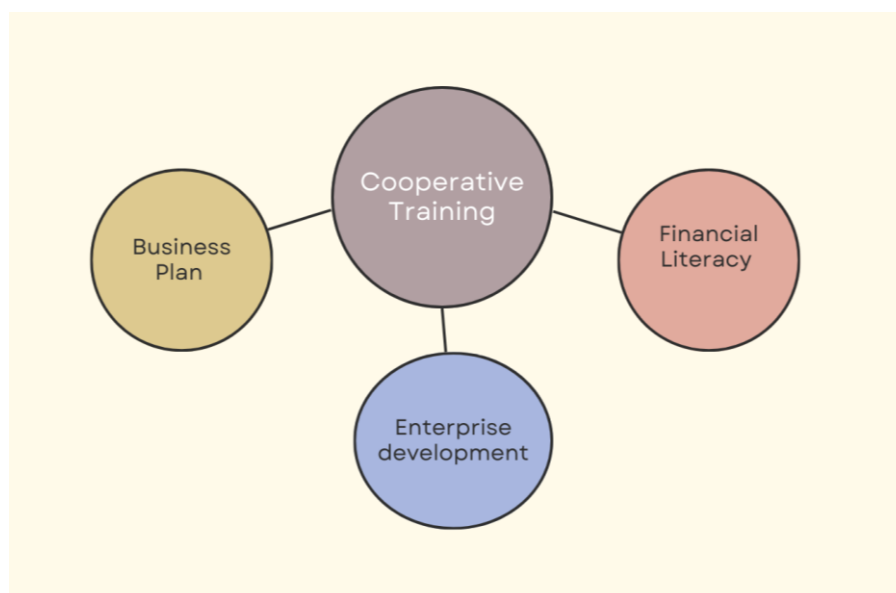 Cooperative
Training
Business
Plan
Financial
Literacy
Enterprise
development